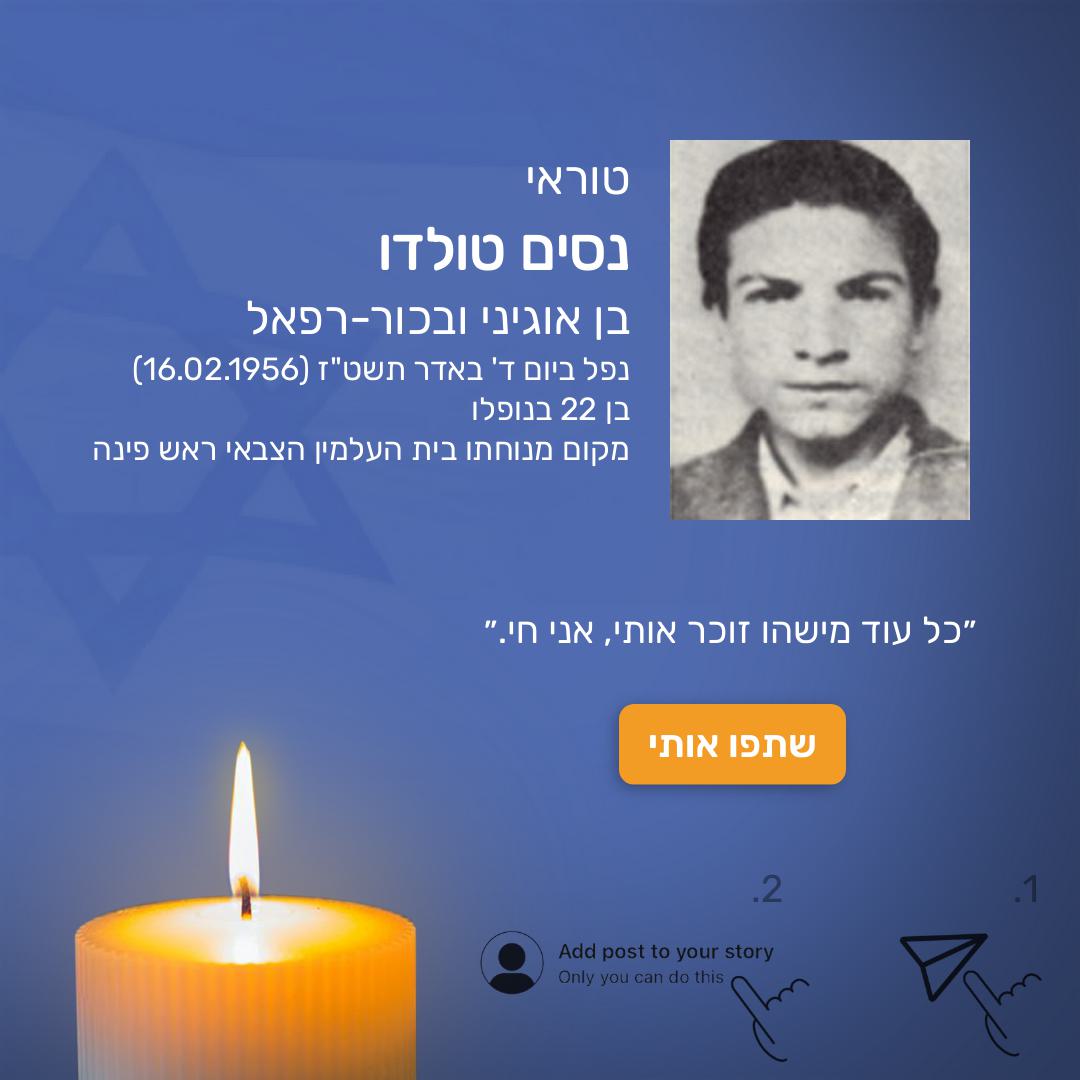 טוראי
נסים טולדו
בן אוגיני ובכור-רפאל
נפל ביום ד' באדר תשט"ז (16.02.1956)
בן 22 בנופלו
מקום מנוחתו בית העלמין הצבאי ראש פינה
״כל עוד מישהו זוכר אותי, אני חי.״
שתפו אותי
1.
2.
Add post to your story
Only you can do this